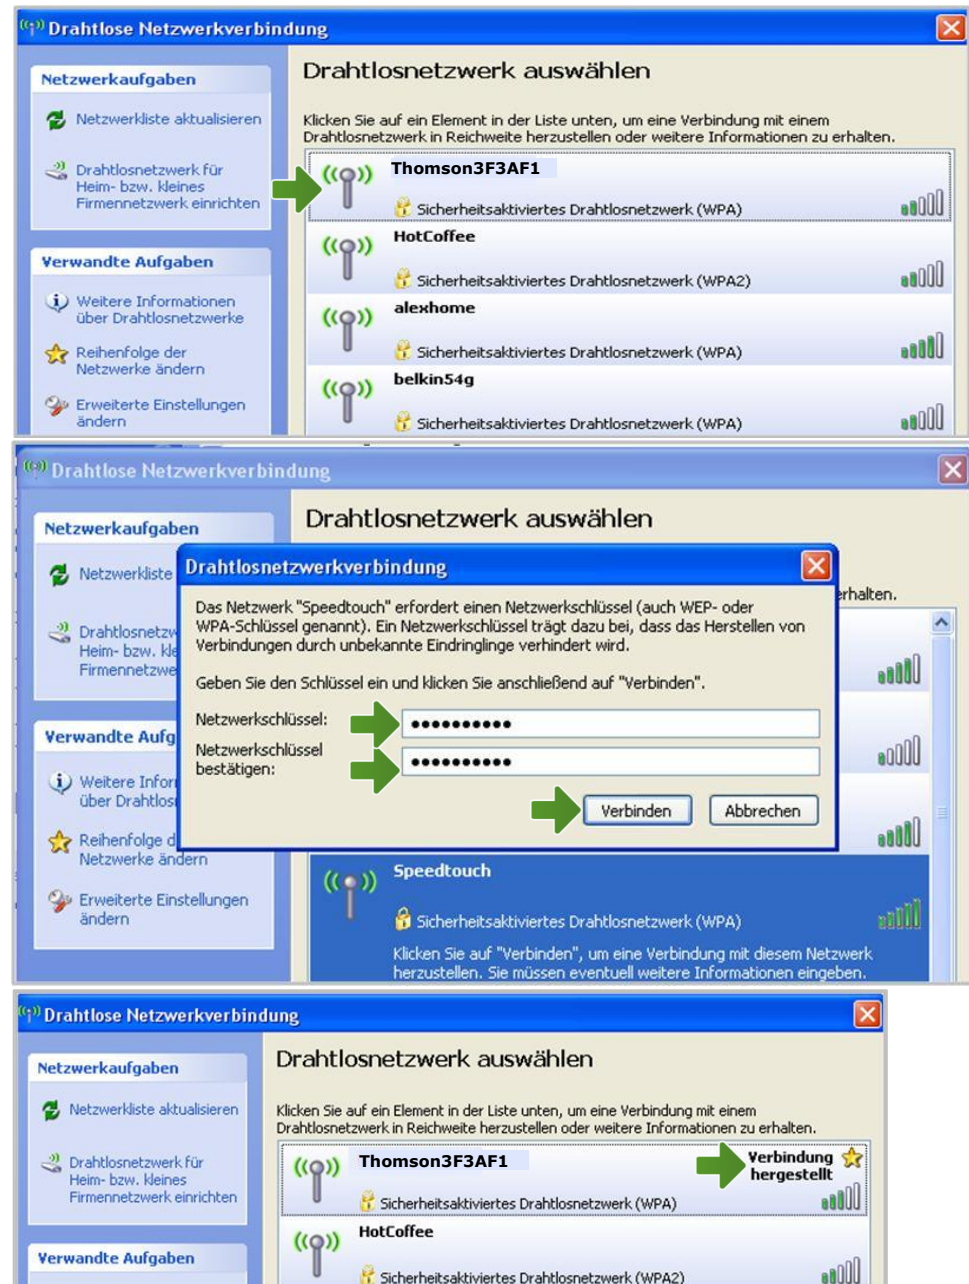 Drahtlose Netzwerkverbindung
Netzwerkaufgaben
Netzwerkliste aktualisieren
Drahtlosnetzwerk für
Heim- bzw. kleines
Firmennetzwerk einrichten
Verwandte Aufgaben
Weitere Informationen
über Drahtlosnetzwerke
Reihenfolge der
Netzwerke ändern
Erweiterte Einstellungen
ändern
Drahtlosnetzwerk auswählen
Klicken Sie auf ein Element in der Liste unten, um eine Verbindung mit einem
Drahtlosnetzwerk in Reichweite herzustellen oder weitere Informationen zu erhalten.
Thomson3F3AF1
Sicherheitsaktiviertes Drahtlosnetzwerk (WPA)
HotCoffee
Sicherheitsaktiviertes Drahtlosnetzwerk (WPA2)
alexhome
Sicherheitsaktiviertes Drahtlosnetzwerk (WPA)
belkin54g
Sicherheitsaktiviertes Drahtlosnetzwerk (WPA)
Drahtlose Netzwerkverbindung
Netzwerkaufgaben
Netzwerkliste
Drahtlosnetzw
Heim- bzw. kle
Firmennetzwe
Verwandte Aufg
Weitere Infor
über Drahtlos
Reihenfolge d
Netzwerke ändern
Erweiterte Einstellungen
ändern
Drahtlosnetzwerk auswählen
erhalten.
Drahtlosnetzwerkverbindung
Das Netzwerk "Speedtouch" erfordert einen Netzwerkschlüssel (auch WEP- oder
WPA-Schlüssel genannt). Ein Netzwerkschlüssel trägt dazu bei, dass das Herstellen von
Verbindungen durch unbekannte Eindringlinge verhindert wird.
Geben Sie den Schlüssel ein und klicken Sie anschließend auf "Verbinden".
Netzwerkschlüssel: ●●●●●●●●●●
Netzwerkschlüssel
bestätigen: ●●●●●●●●●●
Verbinden Abbrechen
Speedtouch
Sicherheitsaktiviertes Drahtlosnetzwerk (WPA)
Klicken Sie auf "Verbinden", um eine Verbindung mit diesem Netzwerk
herzustellen. Sie müssen eventuell weitere Informationen eingeben.
Drahtlose Netzwerkverbindung
Netzwerkaufgaben
Netzwerkliste aktualisieren
Drahtlosnetzwerk für
Heim- bzw. kleines
Firmennetzwerk einrichten
Verwandte Aufgaben
Drahtlosnetzwerk auswählen
Klicken Sie auf ein Element in der Liste unten, um eine Verbindung mit einem
Drahtlosnetzwerk in Reichweite herzustellen oder weitere Informationen zu erhalten.
Thomson3F3AF1
Verbindung
hergestellt
Sicherheitsaktiviertes Drahtlosnetzwerk (WPA)
HotCoffee
Sicherheitsaktiviertes Drahtlosnetzwerk (WPA2)